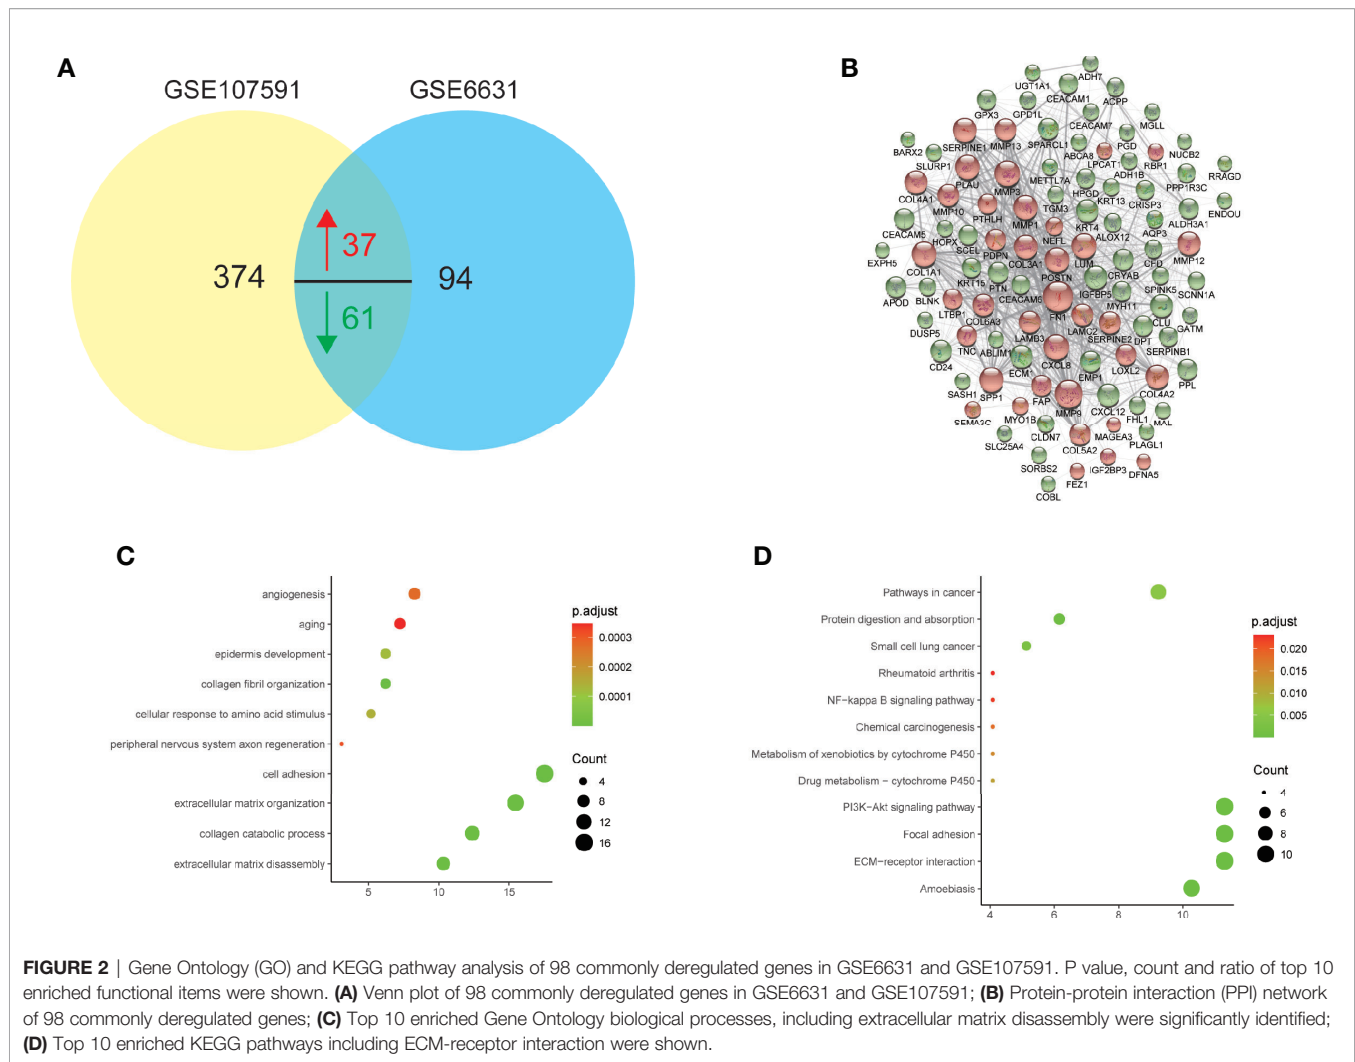 A
GSE107591
GSE6631
374
37
61
94
B
ADH7
UGT1A1
CEACAM1
ACPP
GPX3
GPD1L
CEACAM7
MGLL
SERPINE1
MMP13
SPARCL1
ABCA8
PGD
NUCB2
BARX2
SLURP1
LPCAT1
RBP1
RRAGD
PLAU
MMP3
METTL7A
ADH1B
HPGD
PPP1R3C
COL4A1
MMP10
PTHLH
TGM3
KRT13
CRISP3
ENDOU
CEACAM5
HOPX
MMP1
NEFL
KRT4
ALOX12
AQP3
ALDH3A1
EXPH5
SCEL
PDPN
COL3A1
LUM
CFD
MMP12
COL1A1
KRT15
PTN
POSTN
CRYAB
SPINK5
SCNN1A
APOD
BLNK
CEACAM6
IGFBP5
MYH11
LTBP1
COL6A3
FN1
CLU
GATM
DUSP5
LAMB3
LAMC2
SERPINE2
DPT
SERPINB1
TNC
ABLIM1
CXCL8
CD24
ECM1
EMP1
LOXL2
PPL
SASH1
SPP1
FAP
MMP9
CXCL12
COL4A2
SEMA3C
MYO1B
FHL1
MAL
SLC25A4
CLDN7
COL5A2
MAGEA3
PLAGL1
SORBS2
IGF2BP3
DFNA5
FEZ1
COBL
C
angiogenesis
aging
epidermis development
collagen fibril organization
cellular response to amino acid stimulus
peripheral nervous system axon regeneration
cell adhesion
extracellular matrix organization
collagen catabolic process
extracellular matrix disassembly
5
10
15
p.adjust
0.0003
0.0002
0.0001
Count
4
8
12
16
D
Pathways in cancer
Protein digestion and absorption
Small cell lung cancer
Rheumatoid arthritis
NF−kappa B signaling pathway
Chemical carcinogenesis
Metabolism of xenobiotics by cytochrome P450
Drug metabolism − cytochrome P450
PI3K−Akt signaling pathway
Focal adhesion
ECM−receptor interaction
Amoebiasis
4
6
8
10
p.adjust
0.020
0.010
0.005
Count
4
6
8
10
FIGURE 2 | Gene Ontology (GO) and KEGG pathway analysis of 98 commonly deregulated genes in GSE6631 and GSE107591. P value, count and ratio of top 10
enriched functional items were shown. (A) Venn plot of 98 commonly deregulated genes in GSE6631 and GSE107591; (B) Protein-protein interaction (PPI) network
of 98 commonly deregulated genes; (C) Top 10 enriched Gene Ontology biological processes, including extracellular matrix disassembly were significantly identified;
(D) Top 10 enriched KEGG pathways including ECM-receptor interaction were shown.